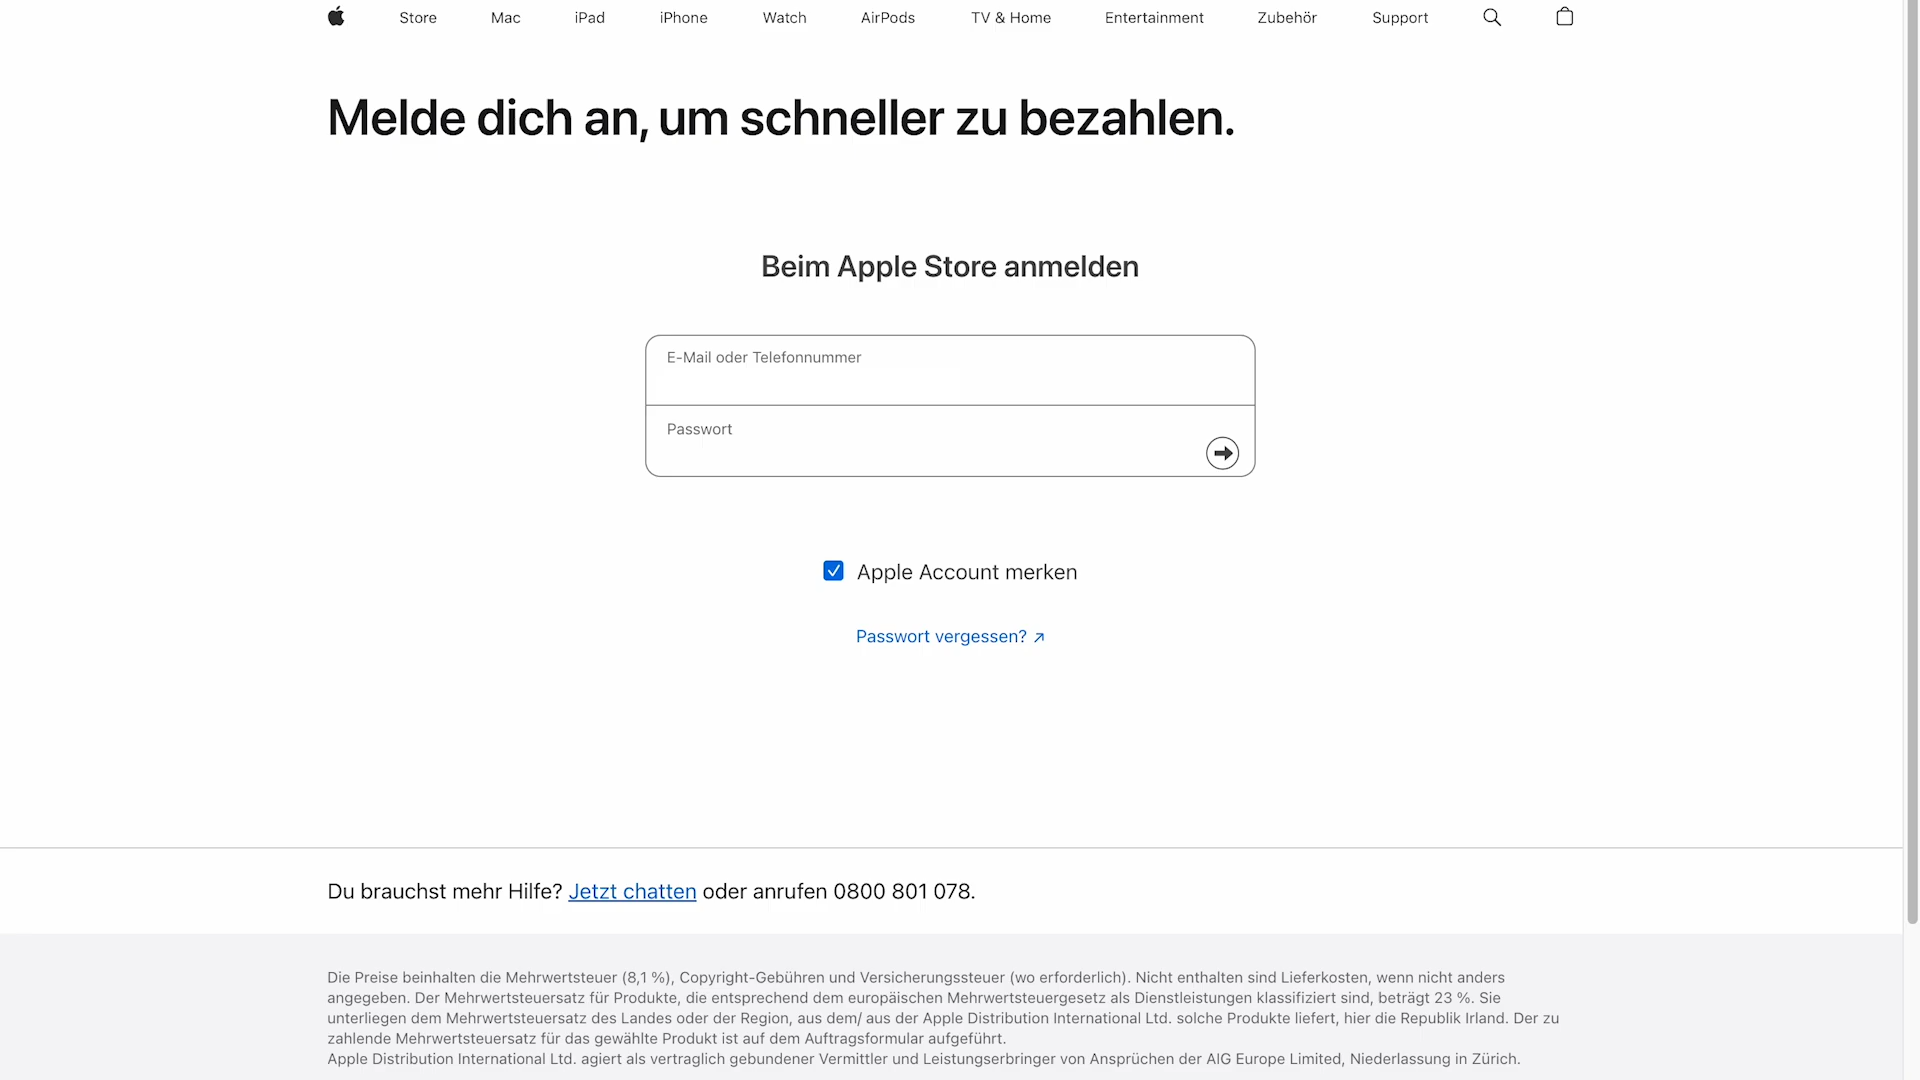 Store Mac iPad iPhone Watch AirPods TV & Home Entertainment Zubehör Support
Melde dich an, um schneller zu bezahlen.
Beim Apple Store anmelden
E-Mail oder Telefonnummer
Passwort
Apple Account merken
Passwort vergessen? ↗
Du brauchst mehr Hilfe? Jetzt chatten oder anrufen 0800 801 078.
Die Preise beinhalten die Mehrwertsteuer (8,1 %), Copyright-Gebühren und Versicherungssteuer (wo erforderlich). Nicht enthalten sind Lieferkosten, wenn nicht anders
angegeben. Der Mehrwertsteuersatz für Produkte, die entsprechend dem europäischen Mehrwertsteuergesetz als Dienstleistungen klassifiziert sind, beträgt 23 %. Sie
unterliegen dem Mehrwertsteuersatz des Landes oder der Region, aus dem/ aus der Apple Distribution International Ltd. solche Produkte liefert, hier die Republik Irland. Der zu
zahlende Mehrwertsteuersatz für das gewählte Produkt ist auf dem Auftragsformular aufgeführt.
Apple Distribution International Ltd. agiert als vertraglich gebundener Vermittler und Leistungserbringer von Ansprüchen der AIG Europe Limited, Niederlassung in Zürich.